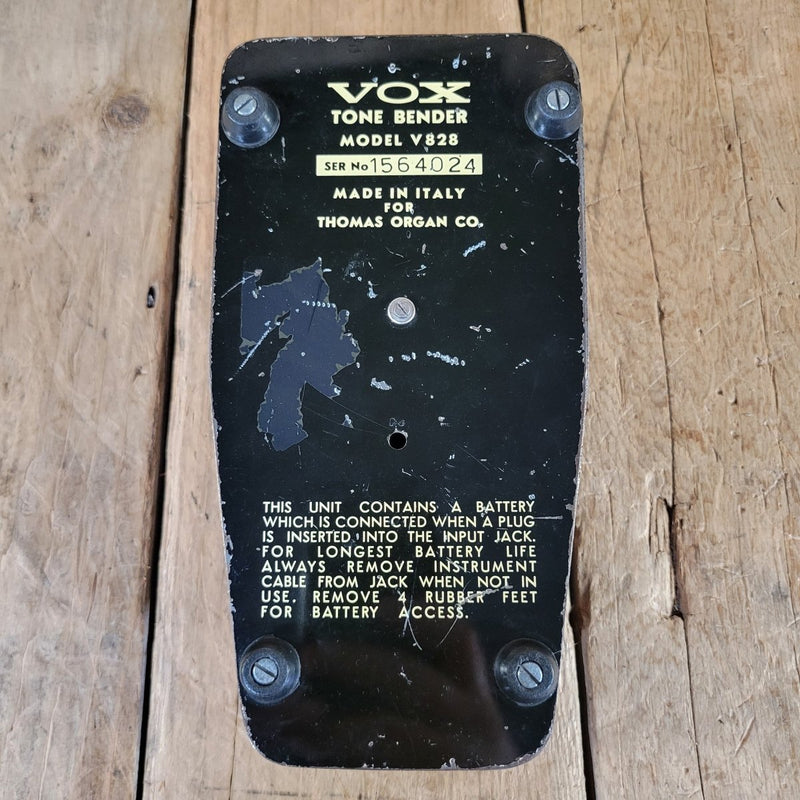 VOX
TONE BENDER
MODEL V828
SER No 1564024
MADE IN ITALY
FOR
THOMAS ORGAN CO.
THIS UNIT CONTAINS A BATTERY
WHICH IS CONNECTED WHEN A PLUG
IS INSERTED INTO THE INPUT JACK.
FOR LONGEST BATTERY LIFE
ALWAYS REMOVE INSTRUMENT
CABLE FROM JACK WHEN NOT IN
USE. REMOVE 4 RUBBER FEET
FOR BATTERY ACCESS.